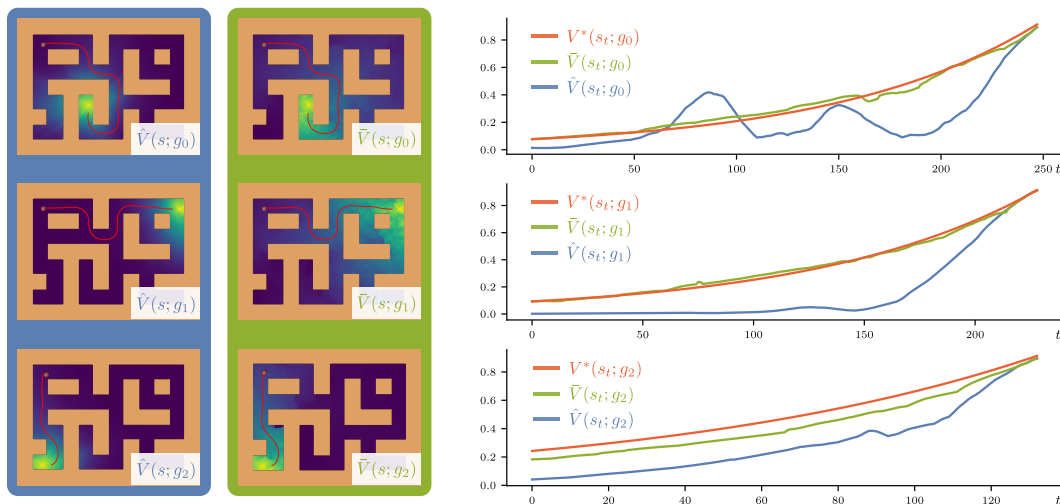 V̂(s; g₀)
V̄(s; g₀)
V̂(s; g₁)
V̄(s; g₁)
V̂(s; g₂)
V̄(s; g₂)
V*(sₜ; g₀)
V̄(sₜ; g₀)
V̂(sₜ; g₀)
0.8
0.6
0.4
0.2
0.0
0 50 100 150 200 250 t
V*(sₜ; g₁)
V̄(sₜ; g₁)
V̂(sₜ; g₁)
0.8
0.6
0.4
0.2
0.0
0 50 100 150 200 t
V*(sₜ; g₂)
V̄(sₜ; g₂)
V̂(sₜ; g₂)
0.8
0.6
0.4
0.2
0.0
0 20 40 60 80 100 120 t